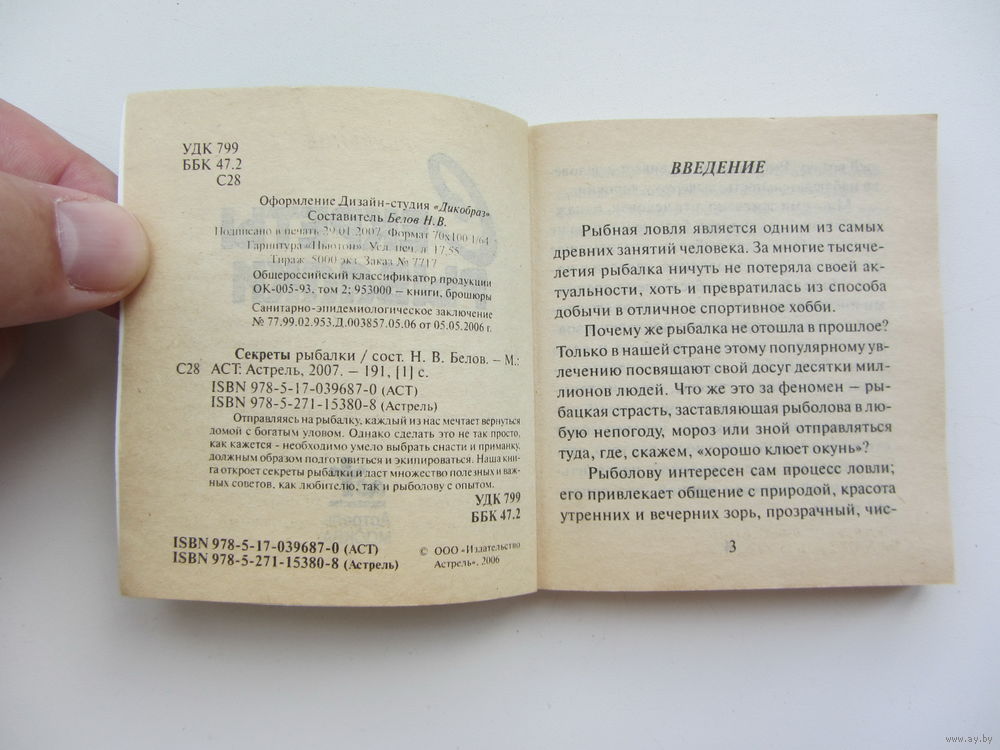 УДК 799
ББК 47.2
С28
Оформление Дизайн-студия «Дикобраз»
Составитель Белов Н.В.
Подписано в печать 29.01.2007. Формат 70х100 1/64
Гарнитура «Ньютон». Усл. печ. л. 17,55
Тираж 5000 экз. Заказ № 7717
Общероссийский классификатор продукции
ОК-005-93, том 2; 953000 – книги, брошюры
Санитарно-эпидемиологическое заключение
№ 77.99.02.953.Д.003857.05.06 от 05.05.2006 г.
Секреты рыбалки / сост. Н. В. Белов. – М.:
С28 АСТ: Астрель, 2007. – 191, [1] с.
ISBN 978-5-17-039687-0 (АСТ)
ISBN 978-5-271-15380-8 (Астрель)
Отправляясь на рыбалку, каждый из нас мечтает вернуться
домой с богатым уловом. Однако сделать это не так просто,
как кажется - необходимо умело выбрать снасти и приманку,
должным образом подготовиться и экипироваться. Наша кни-
га откроет секреты рыбалки и даст множество полезных и важ-
ных советов, как любителю, так и рыболову с опытом.
УДК 799
ББК 47.2
ISBN 978-5-17-039687-0 (АСТ)
ISBN 978-5-271-15380-8 (Астрель)
© ООО «Издательство
Астрель», 2006
ВВЕДЕНИЕ
Рыбная ловля является одним из самых
древних занятий человека. За многие тысяче-
летия рыбалка ничуть не потеряла своей ак-
туальности, хоть и превратилась из способа
добычи в отличное спортивное хобби.
Почему же рыбалка не отошла в прошлое?
Только в нашей стране этому популярному ув-
лечению посвящают свой досуг десятки мил-
лионов людей. Что же это за феномен – ры-
бацкая страсть, заставляющая рыболова в лю-
бую непогоду, мороз или зной отправляться
туда, где, скажем, «хорошо клюет окунь»?
Рыболову интересен сам процесс ловли;
его привлекает общение с природой, красота
утренних и вечерних зорь, прозрачный, чис-
3
www.ay.by